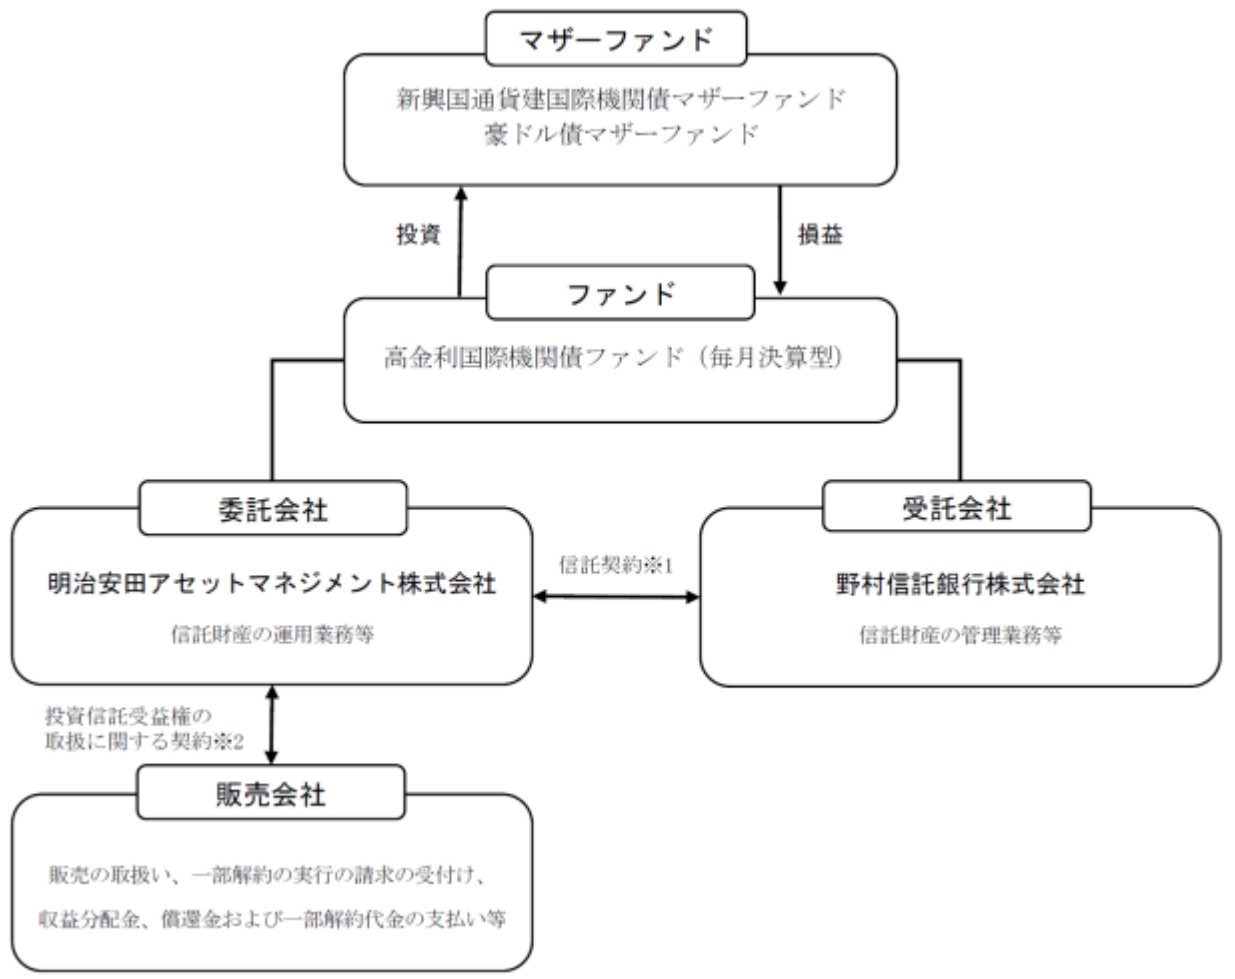 マザーファンド
新興国通貨建国際機関債マザーファンド
豪ドル債マザーファンド
投資
損益
ファンド
高金利国際機関債ファンド（毎月決算型）
委託会社
明治安田アセットマネジメント株式会社
信託財産の運用業務等
信託契約※1
受託会社
野村信託銀行株式会社
信託財産の管理業務等
投資信託受益権の
取扱に関する契約※2
販売会社
販売の取扱い、一部解約の実行の請求の受付け、
収益分配金、償還金および一部解約代金の支払い等